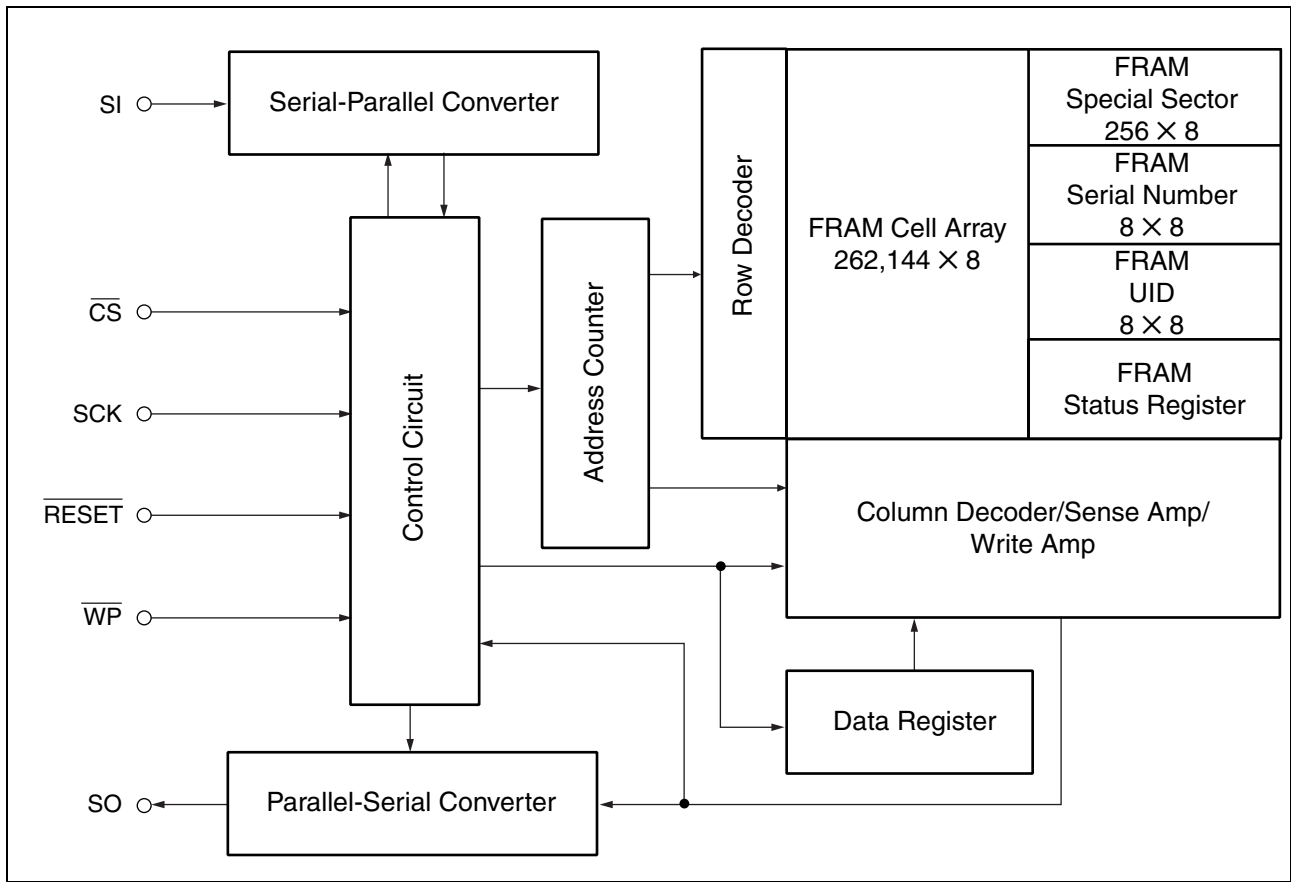 SI
Serial-Parallel Converter
CS
SCK
RESET
WP
Control Circuit
Address Counter
Row Decoder
FRAM Cell Array
262,144 × 8
FRAM
Special Sector
256 × 8
FRAM
Serial Number
8 × 8
FRAM
UID
8 × 8
FRAM
Status Register
Column Decoder/Sense Amp/
Write Amp
Data Register
SO
Parallel-Serial Converter